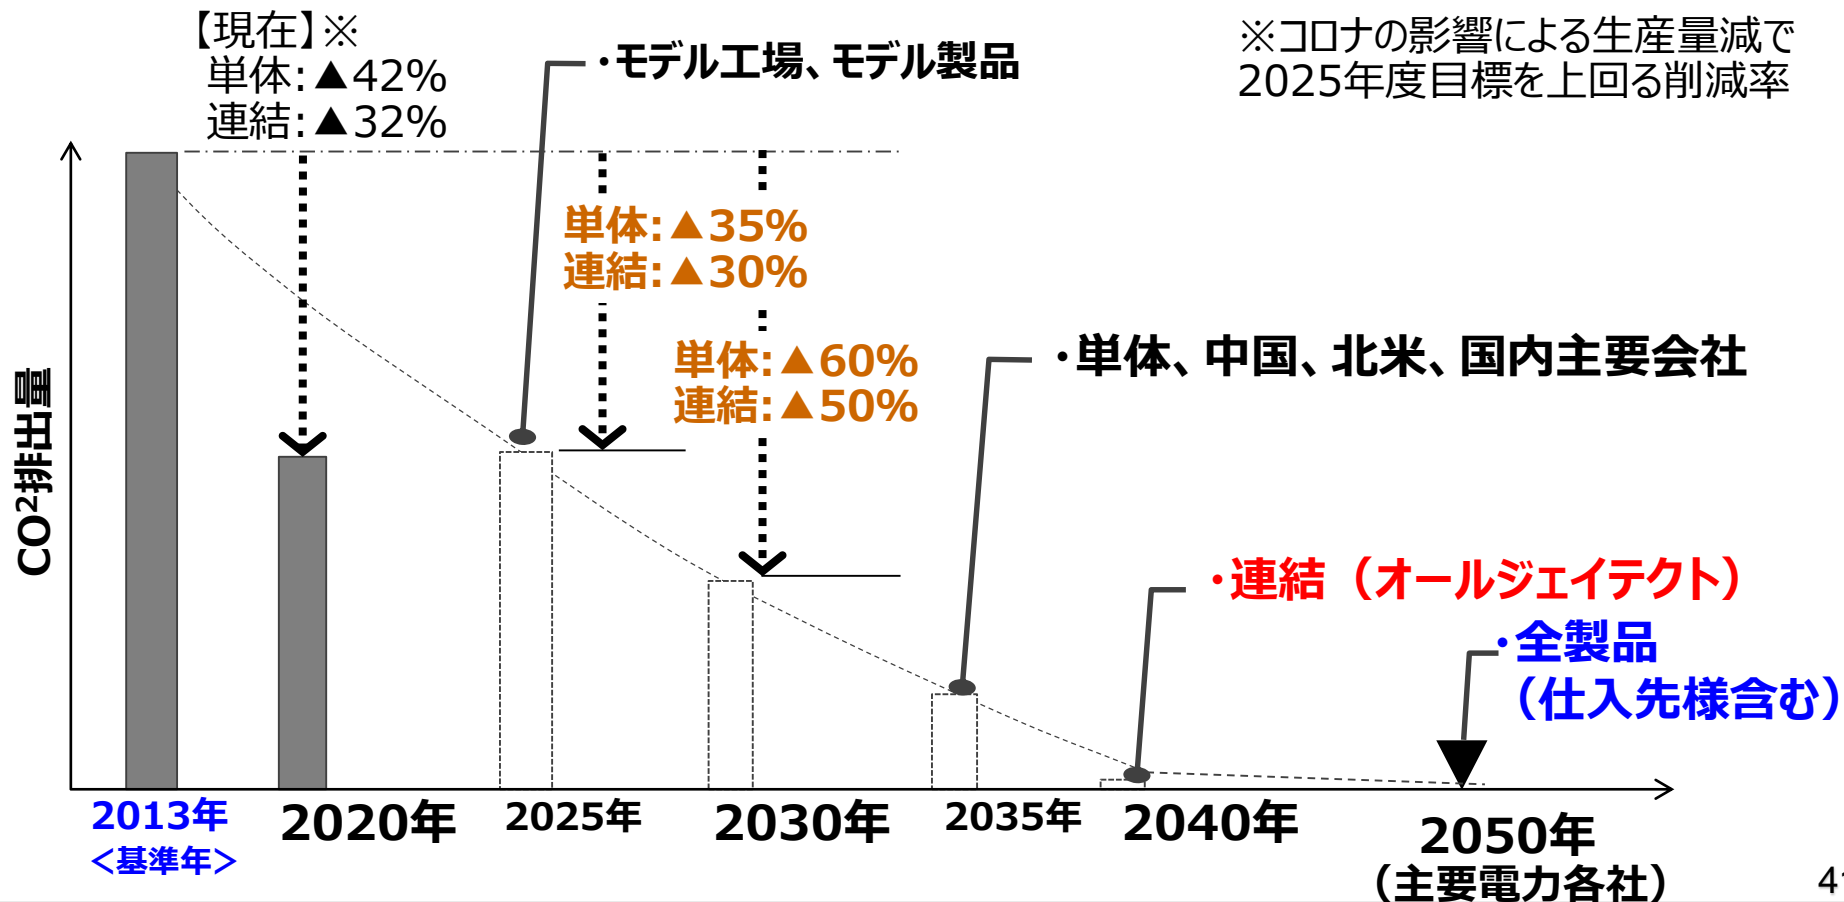 【現在】※
単体:▲42%
連結:▲32%
・モデル工場、モデル製品
※コロナの影響による生産量減で
2025年度目標を上回る削減率
単体:▲35%
連結:▲30%
単体:▲60%
連結:▲50%
・単体、中国、北米、国内主要会社
・連結（オールジェイテクト）
・全製品
（仕入先様含む）
CO²排出量
2013年
<基準年>
2020年
2025年
2030年
2035年
2040年
2050年
（主要電力各社）